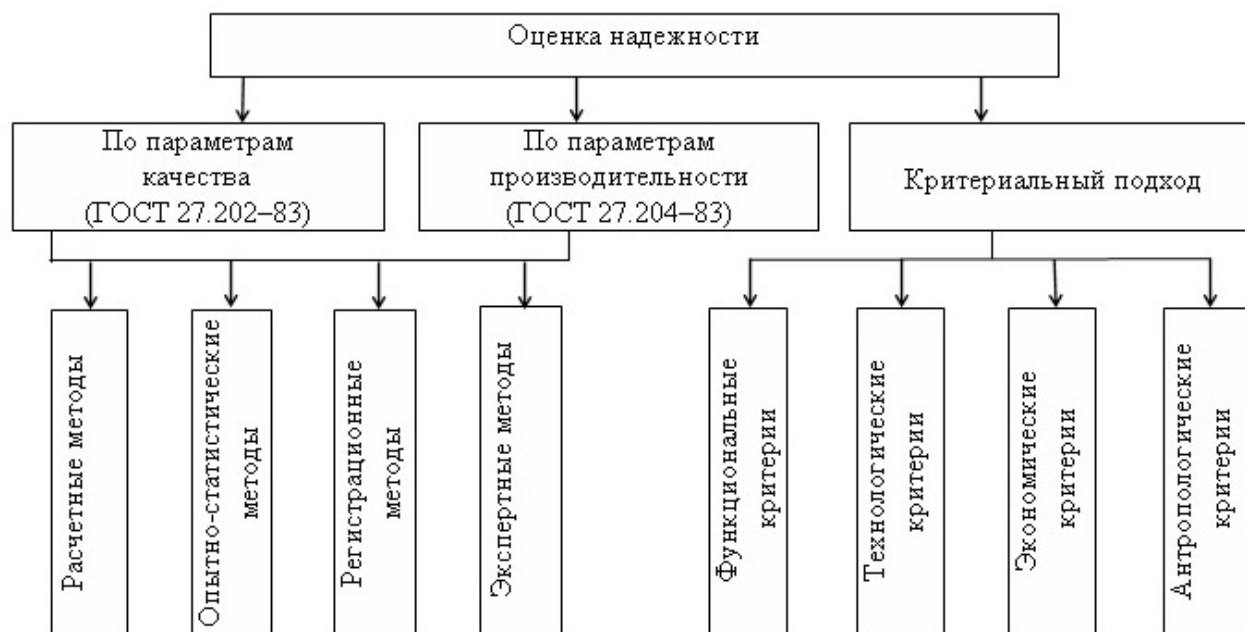 Оценка надежности
По параметрам
качества
(ГОСТ 27.202–83)
По параметрам
производительности
(ГОСТ 27.204–83)
Критериальный подход
Расчетные методы
Опытно-статистические
методы
Регистрационные
методы
Экспертные методы
Функциональные
критерии
Технологические
критерии
Экономические
критерии
Антропологические
критерии